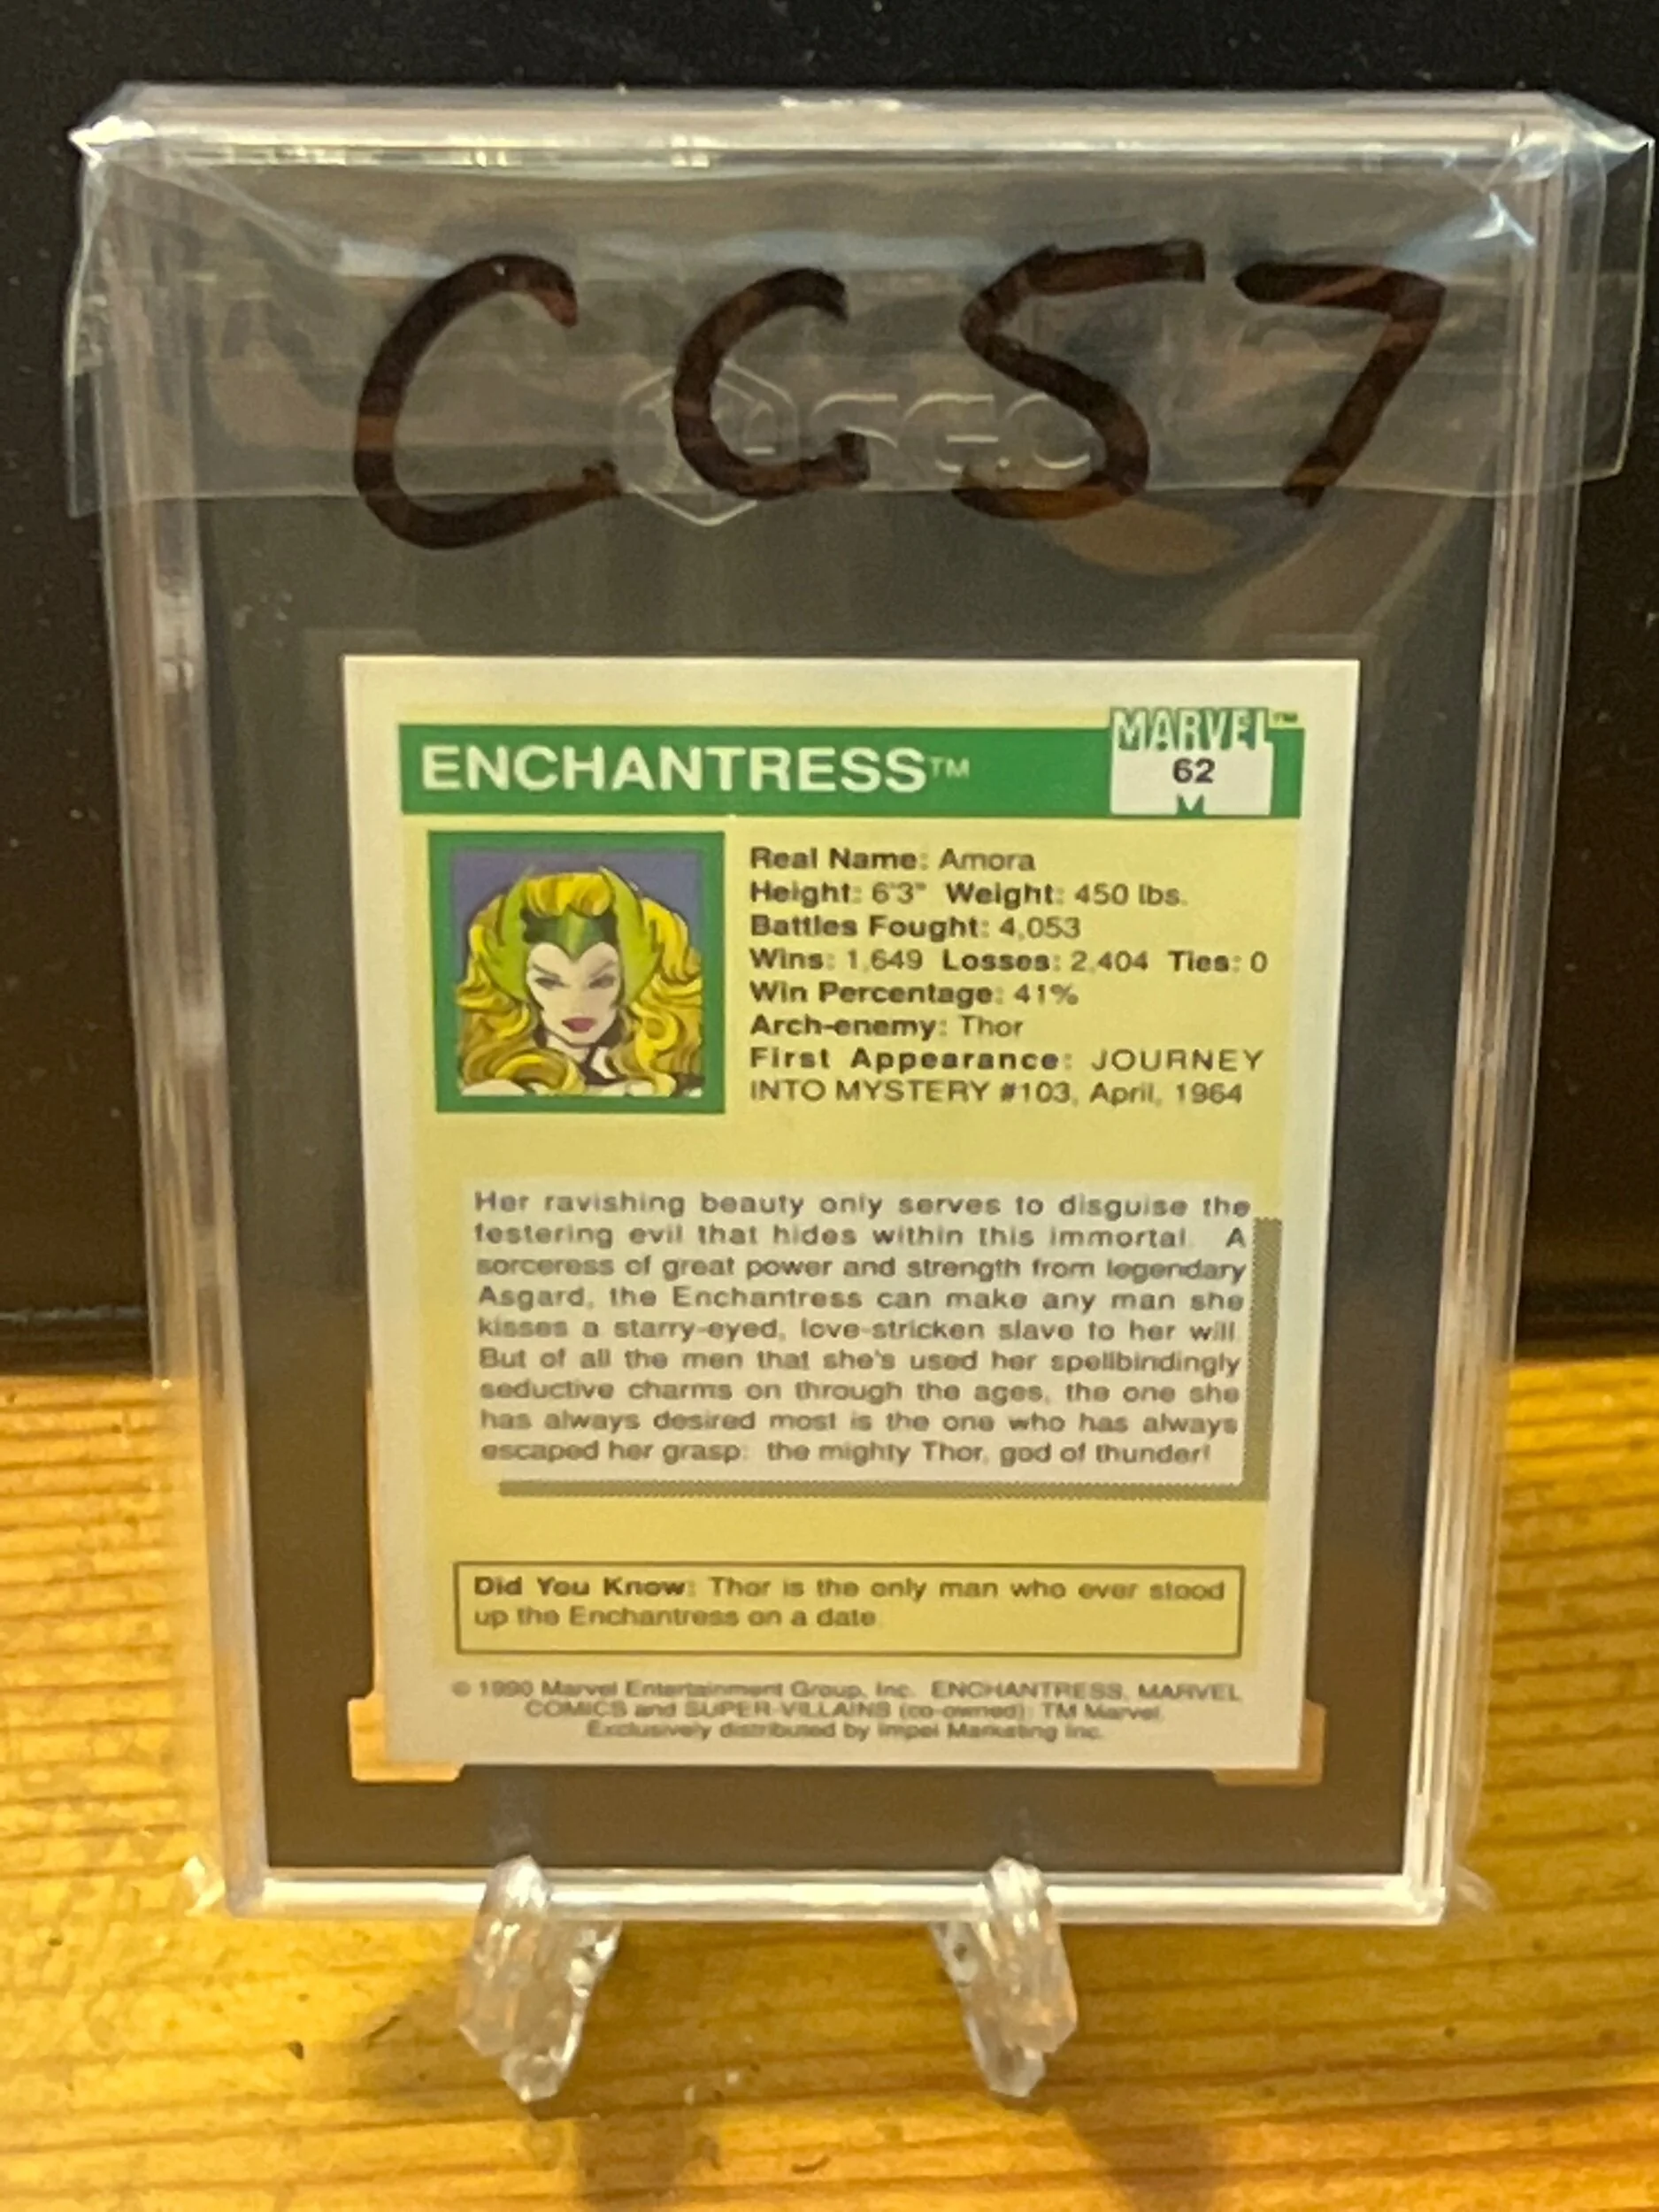 CG57
SGC
ENCHANTRESS™
MARVEL™
62
Real Name: Amora
Height: 6'3" Weight: 450 lbs.
Battles Fought: 4,053
Wins: 1,649 Losses: 2,404 Ties: 0
Win Percentage: 41%
Arch-enemy: Thor
First Appearance: JOURNEY
INTO MYSTERY #103, April, 1964
Her ravishing beauty only serves to disguise the
festering evil that hides within this immortal. A
sorceress of great power and strength from legendary
Asgard, the Enchantress can make any man she
kisses a starry-eyed, love-stricken slave to her will.
But of all the men that she's used her spellbindingly
seductive charms on through the ages, the one she
has always desired most is the one who has always
escaped her grasp: the mighty Thor, god of thunder!
Did You Know: Thor is the only man who ever stood
up the Enchantress on a date.
© 1990 Marvel Entertainment Group, Inc. ENCHANTRESS, MARVEL
COMICS and SUPER-VILLAINS (co-owned): TM Marvel.
Exclusively distributed by Impel Marketing Inc.